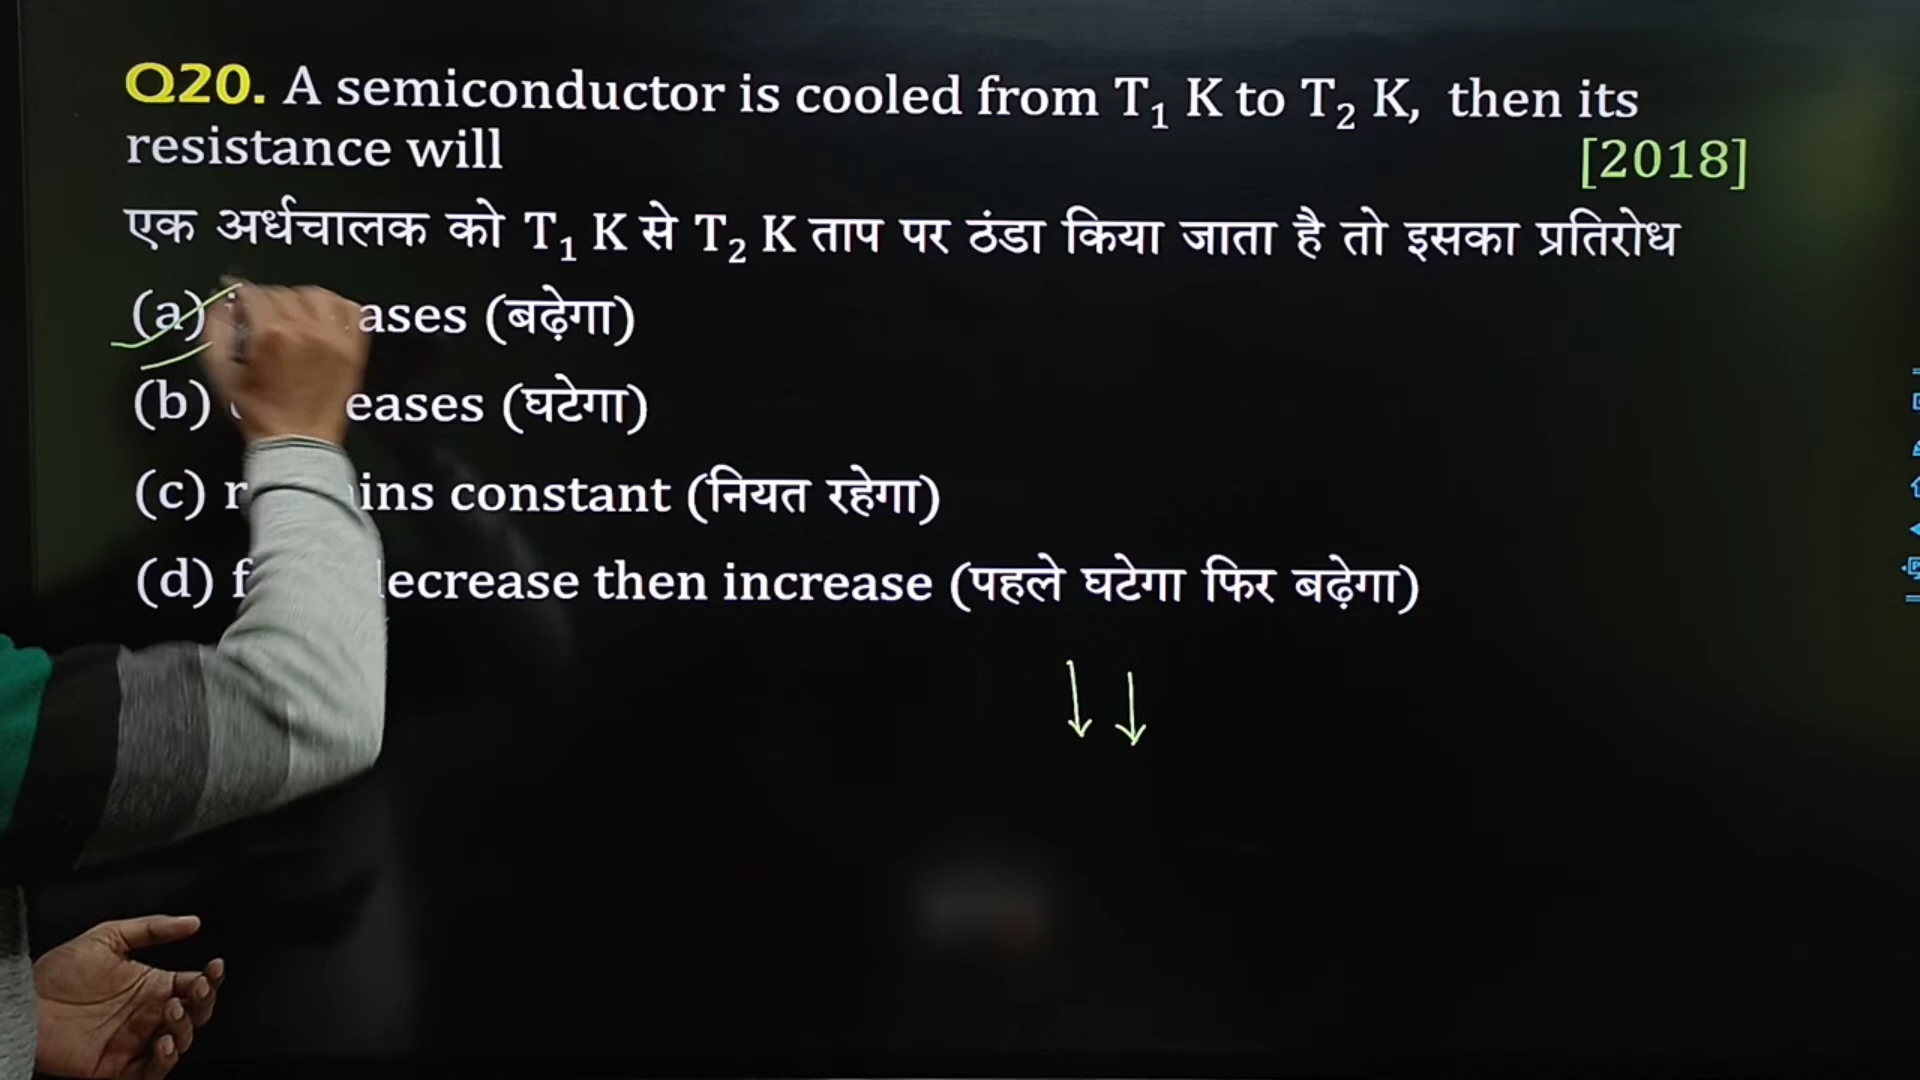 Q20. A semiconductor is cooled from T₁ K to T₂ K, then its
resistance will [2018]
एक अर्धचालक को T₁ K से T₂ K ताप पर ठंडा किया जाता है तो इसका प्रतिरोध
(a) ases (बढ़ेगा)
(b) eases (घटेगा)
(c) r ins constant (नियत रहेगा)
(d) f ecrease then increase (पहले घटेगा फिर बढ़ेगा)